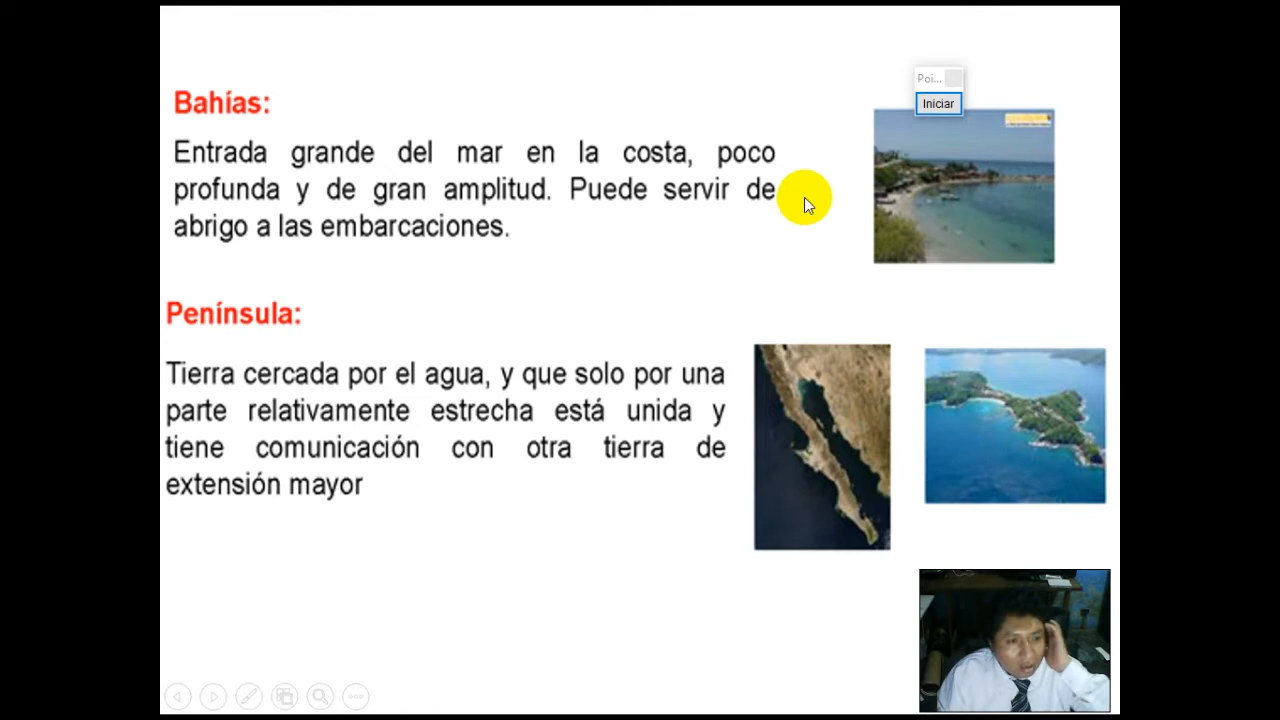 Bahías:
Entrada grande del mar en la costa, poco
profunda y de gran amplitud. Puede servir de
abrigo a las embarcaciones.
Poi...
Iniciar
Península:
Tierra cercada por el agua, y que solo por una
parte relativamente estrecha está unida y
tiene comunicación con otra tierra de
extensión mayor